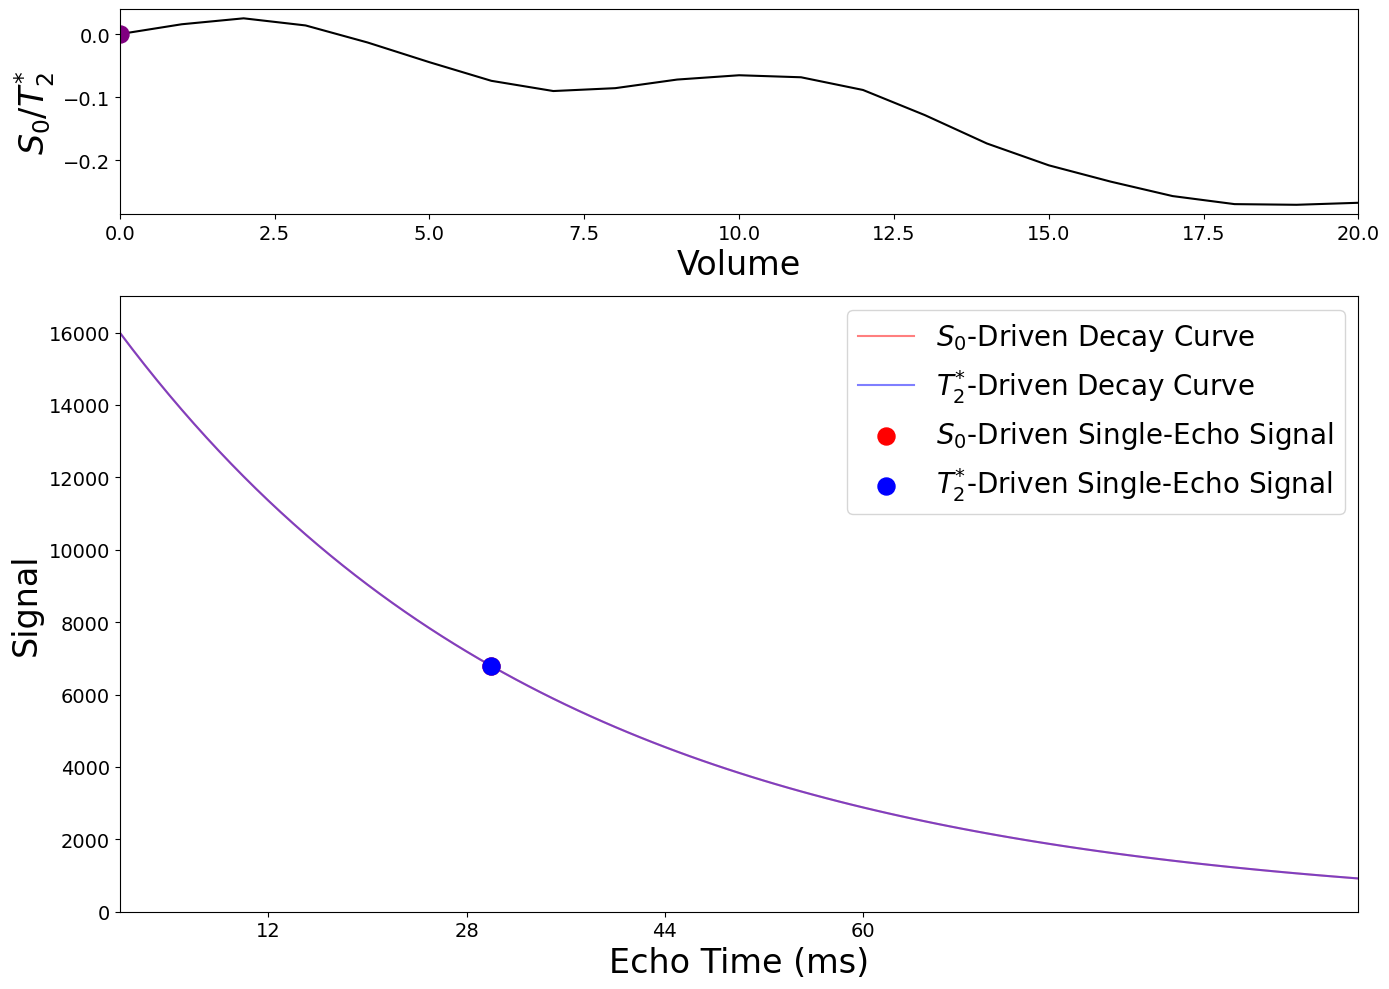 0.0
−0.1
−0.2
S₀/T₂*
0.0 2.5 5.0 7.5 10.0 12.5 15.0 17.5 20.0
Volume
16000
14000
12000
10000
8000
6000
4000
2000
0
Signal
S₀-Driven Decay Curve
T₂*-Driven Decay Curve
S₀-Driven Single-Echo Signal
T₂*-Driven Single-Echo Signal
12 28 44 60
Echo Time (ms)